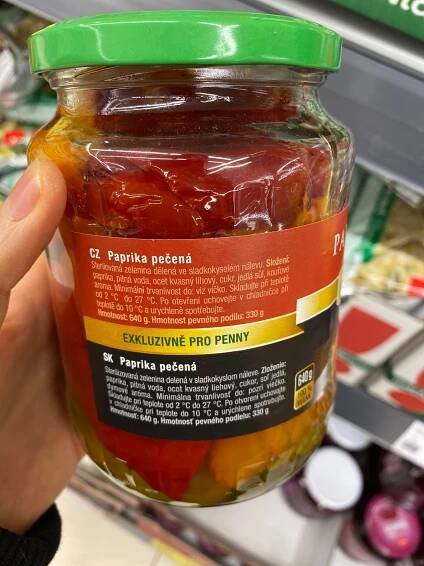 CZ Paprika pečená
Sterilovaná zelenina dělená ve sladkokyselém nálevu. Složení:
paprika, pitná voda, ocet kvasný lihový, cukr, jedlá sůl, kouřové
aroma. Minimální trvanlivost do: viz víčko. Skladujte při teplotě
od 2 °C do 27 °C. Po otevření uchovejte v chladničce při
teplotě do 10 °C a urychleně spotřebujte.
Hmotnost: 640 g. Hmotnost pevného podílu: 330 g
PA
EXKLUZIVNĚ PRO PENNY
SK Paprika pečená
Sterilizovaná zelenina delená v sladkokyslom náleve. Zloženie:
paprika, pitná voda, ocot kvasný liehový, cukor, soľ jedlá,
dymová aróma. Minimálna trvanlivosť do: pozri viečko.
Skladujte pri teplote od 2 °C do 27 °C. Po otvorení uchovajte
v chladničke pri teplote do 10 °C a urýchlene spotrebujte.
Hmotnosť: 640 g. Hmotnosť pevného podielu: 330 g
640 g